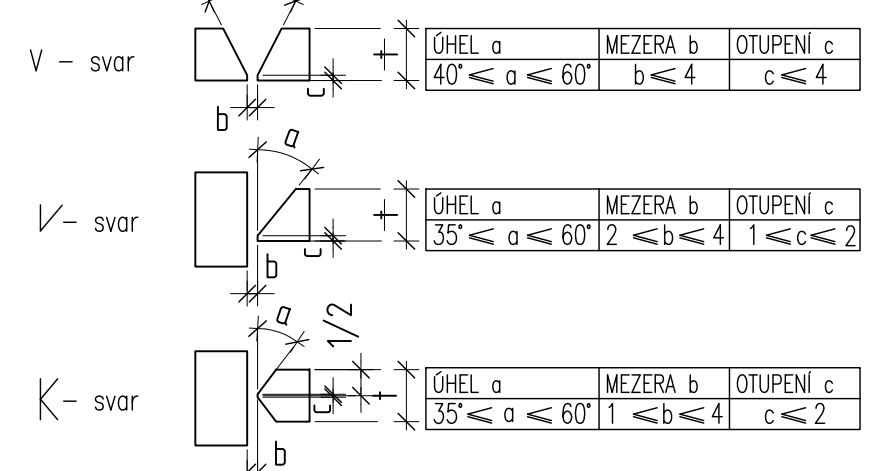 V – svar
b
c
t
ÚHEL a MEZERA b OTUPENÍ c
40° ⩽ a ⩽ 60° b ⩽ 4 c ⩽ 4
V – svar
a
b
c
t
ÚHEL a MEZERA b OTUPENÍ c
35° ⩽ a ⩽ 60° 2 ⩽ b ⩽ 4 1 ⩽ c ⩽ 2
K – svar
a
1/2
b
c
t
ÚHEL a MEZERA b OTUPENÍ c
35° ⩽ a ⩽ 60° 1 ⩽ b ⩽ 4 c ⩽ 2